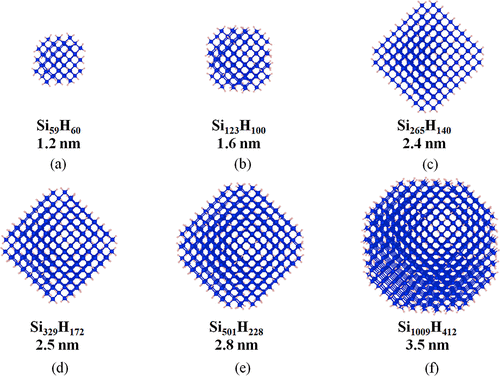 Si₅₉H₆₀ Si₁₂₃H₁₀₀ Si₂₆₅H₁₄₀
1.2 nm 1.6 nm 2.4 nm
(a) (b) (c)
Si₃₂₉H₁₇₂ Si₅₀₁H₂₂₈ Si₁₀₀₉H₄₁₂
2.5 nm 2.8 nm 3.5 nm
(d) (e) (f)